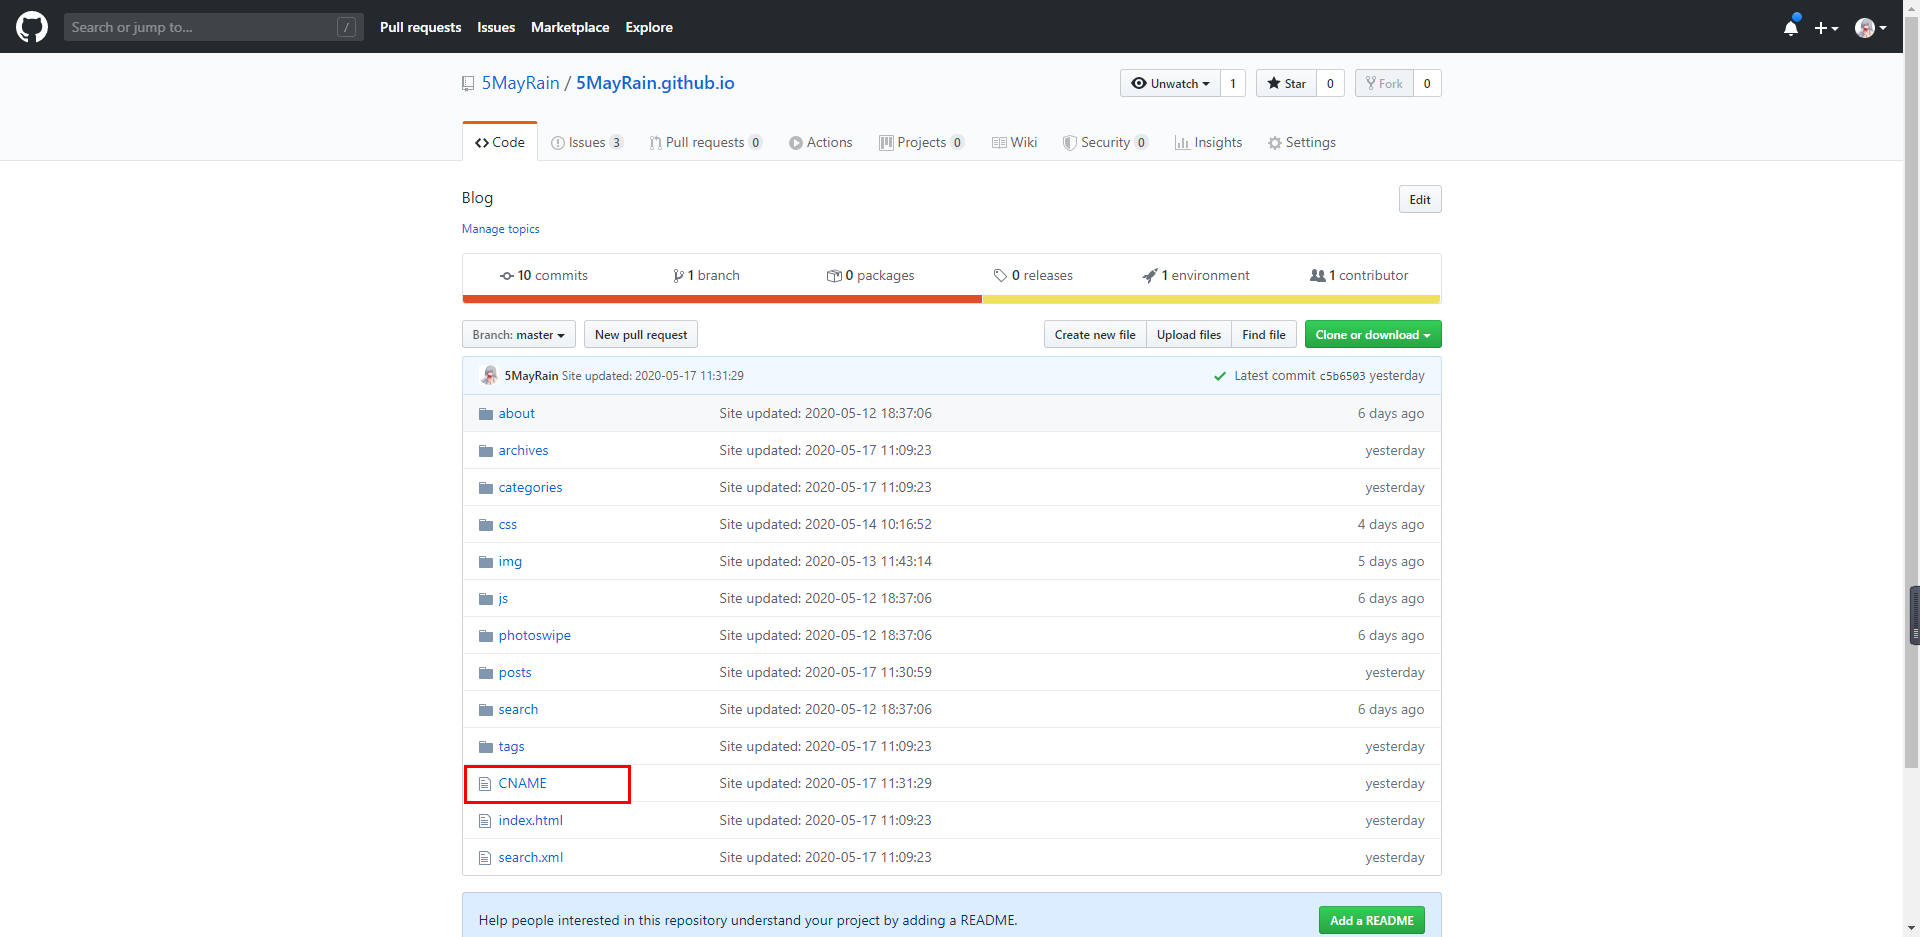 Search or jump to... /
Pull requests Issues Marketplace Explore
5MayRain / 5MayRain.github.io
Unwatch 1 Star 0 Fork 0
Code Issues 3 Pull requests 0 Actions Projects 0 Wiki Security 0 Insights Settings
Blog
Edit
Manage topics
10 commits 1 branch 0 packages 0 releases 1 environment 1 contributor
Branch: master New pull request Create new file Upload files Find file Clone or download
5MayRain Site updated: 2020-05-17 11:31:29 Latest commit c5b6503 yesterday
about Site updated: 2020-05-12 18:37:06 6 days ago
archives Site updated: 2020-05-17 11:09:23 yesterday
categories Site updated: 2020-05-17 11:09:23 yesterday
css Site updated: 2020-05-14 10:16:52 4 days ago
img Site updated: 2020-05-13 11:43:14 5 days ago
js Site updated: 2020-05-12 18:37:06 6 days ago
photoswipe Site updated: 2020-05-12 18:37:06 6 days ago
posts Site updated: 2020-05-17 11:30:59 yesterday
search Site updated: 2020-05-12 18:37:06 6 days ago
tags Site updated: 2020-05-17 11:09:23 yesterday
CNAME Site updated: 2020-05-17 11:31:29 yesterday
index.html Site updated: 2020-05-17 11:09:23 yesterday
search.xml Site updated: 2020-05-17 11:09:23 yesterday
Help people interested in this repository understand your project by adding a README. Add a README